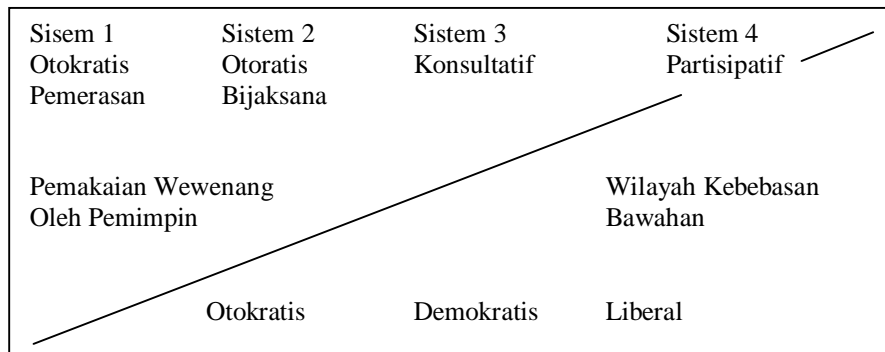 Sisem 1 Sistem 2 Sistem 3 Sistem 4
Otokratis Otoratis Konsultatif Partisipatif
Pemerasan Bijaksana
Pemakaian Wewenang Wilayah Kebebasan
Oleh Pemimpin Bawahan
Otokratis Demokratis Liberal